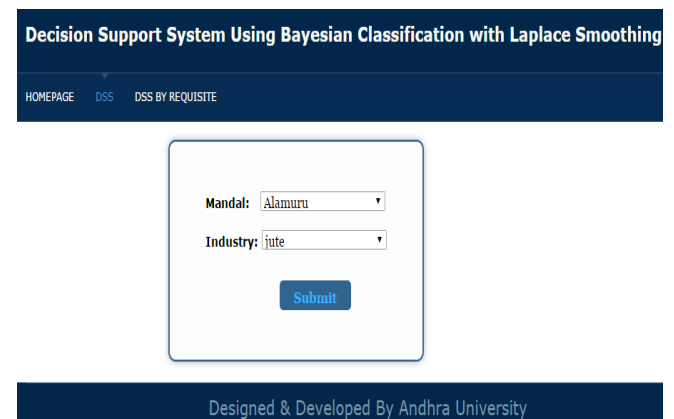 Decision Support System Using Bayesian Classification with Laplace Smoothing
HOMEPAGE DSS DSS BY REQUISITE
Mandal: Alamuru
Industry: jute
Submit
Designed & Developed By Andhra University